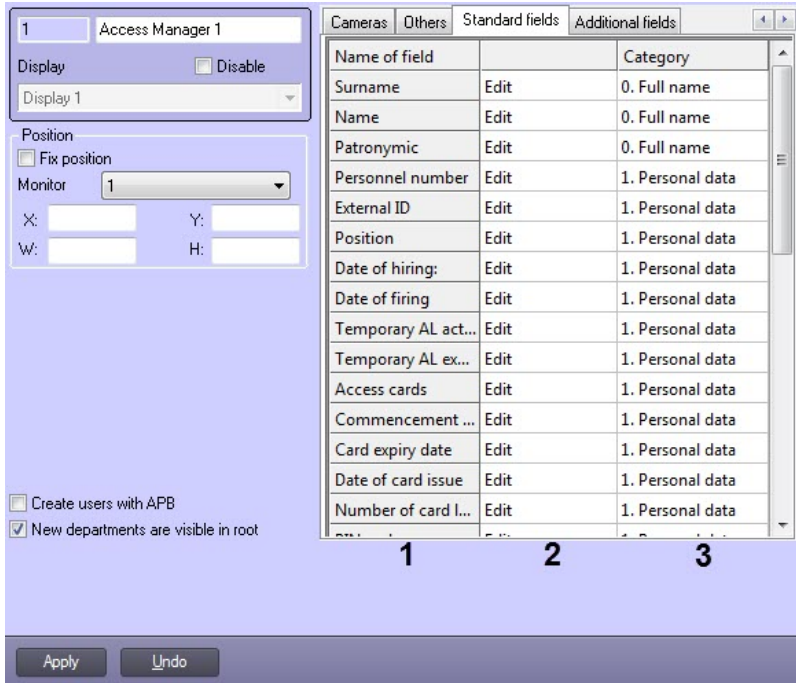 1 Access Manager 1
Display Disable
Display 1
Position
Fix position
Monitor 1
X: Y:
W: H:
Create users with APB
New departments are visible in root
Cameras Others Standard fields Additional fields
Name of field Category
Surname Edit 0. Full name
Name Edit 0. Full name
Patronymic Edit 0. Full name
Personnel number Edit 1. Personal data
External ID Edit 1. Personal data
Position Edit 1. Personal data
Date of hiring: Edit 1. Personal data
Date of firing Edit 1. Personal data
Temporary AL act... Edit 1. Personal data
Temporary AL ex... Edit 1. Personal data
Access cards Edit 1. Personal data
Commencement ... Edit 1. Personal data
Card expiry date Edit 1. Personal data
Date of card issue Edit 1. Personal data
Number of card l... Edit 1. Personal data
1 2 3
Apply Undo